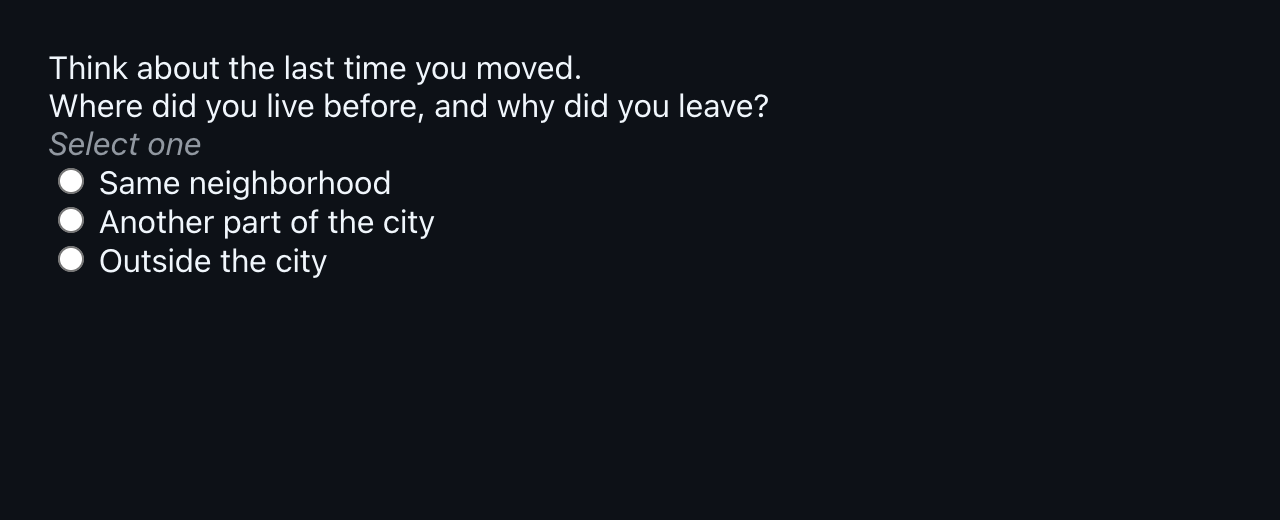 Think about the last time you moved.
Where did you live before, and why did you leave?
Select one
Same neighborhood
Another part of the city
Outside the city